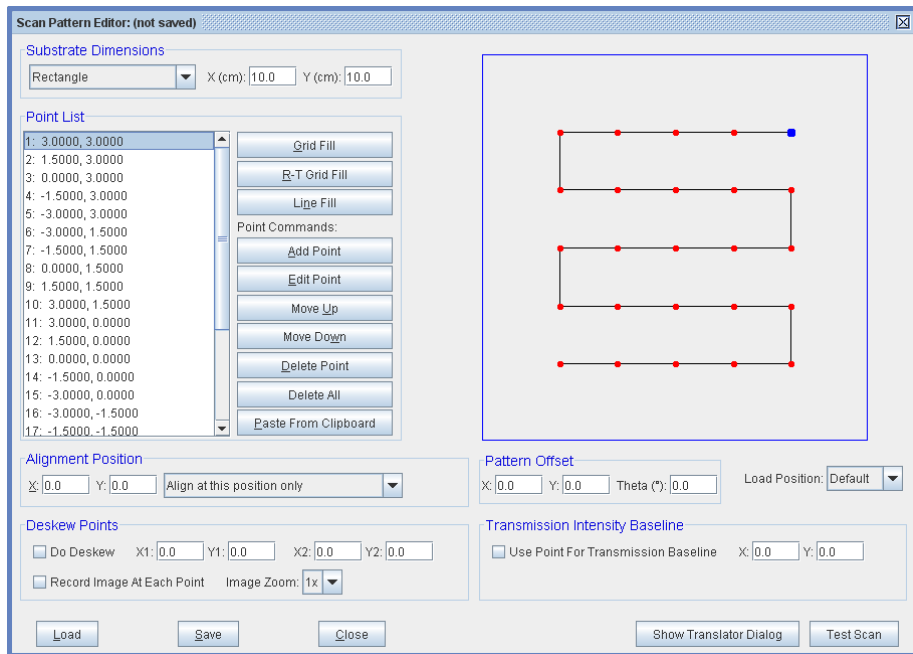 Scan Pattern Editor: (not saved)
Substrate Dimensions
Rectangle X (cm): 10.0 Y (cm): 10.0
Point List
1: 3.0000, 3.0000
2: 1.5000, 3.0000
3: 0.0000, 3.0000
4: -1.5000, 3.0000
5: -3.0000, 3.0000
6: -3.0000, 1.5000
7: -1.5000, 1.5000
8: 0.0000, 1.5000
9: 1.5000, 1.5000
10: 3.0000, 1.5000
11: 3.0000, 0.0000
12: 1.5000, 0.0000
13: 0.0000, 0.0000
14: -1.5000, 0.0000
15: -3.0000, 0.0000
16: -3.0000, -1.5000
17: -1.5000, -1.5000
Grid Fill
R-T Grid Fill
Line Fill
Point Commands:
Add Point
Edit Point
Move Up
Move Down
Delete Point
Delete All
Paste From Clipboard
Alignment Position
X: 0.0 Y: 0.0 Align at this position only
Pattern Offset
X: 0.0 Y: 0.0 Theta (°): 0.0
Load Position: Default
Deskew Points
Do Deskew X1: 0.0 Y1: 0.0 X2: 0.0 Y2: 0.0
Record Image At Each Point Image Zoom: 1x
Transmission Intensity Baseline
Use Point For Transmission Baseline X: 0.0 Y: 0.0
Load Save Close Show Translator Dialog Test Scan